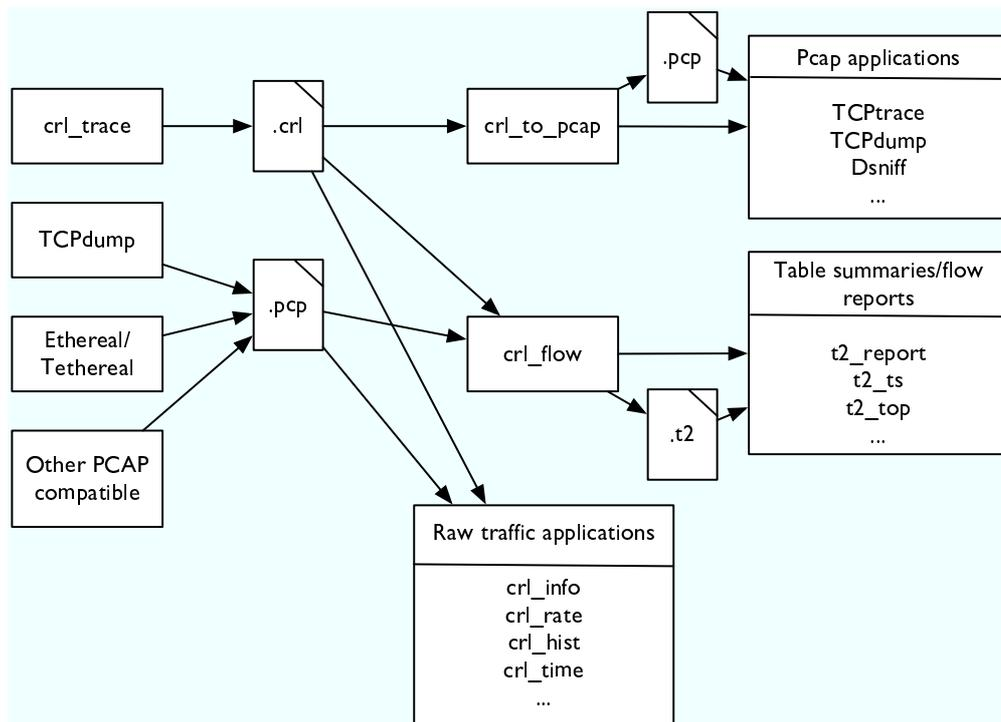 crl_trace
.crl
crl_to_pcap
.pcp
Pcap applications
TCPtrace
TCPdump
Dsniff
...
TCPdump
Ethereal/
Tethereal
Other PCAP
compatible
.pcp
crl_flow
.t2
Table summaries/flow
reports
t2_report
t2_ts
t2_top
...
Raw traffic applications
crl_info
crl_rate
crl_hist
crl_time
...